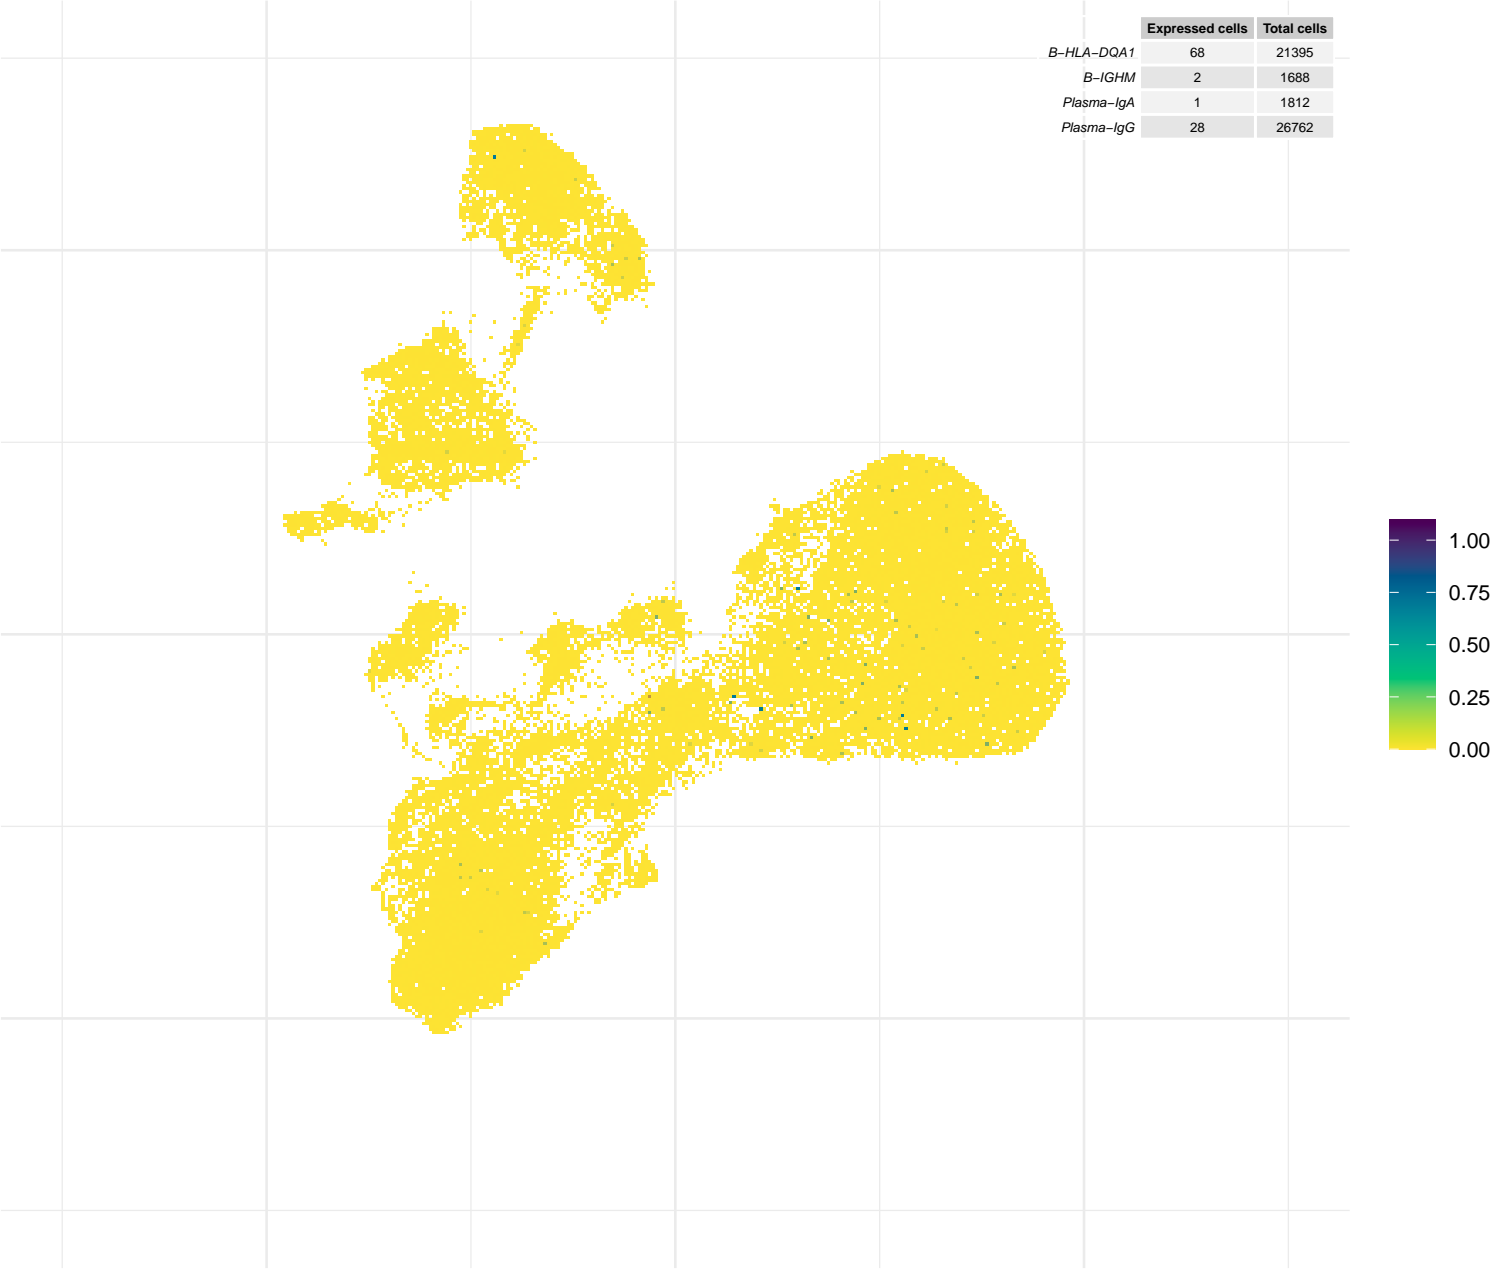 Expressed cells Total cells
B−HLA−DQA1 68 21395
B−IGHM 2 1688
Plasma−IgA 1 1812
Plasma−IgG 28 26762
1.00
0.75
0.50
0.25
0.00